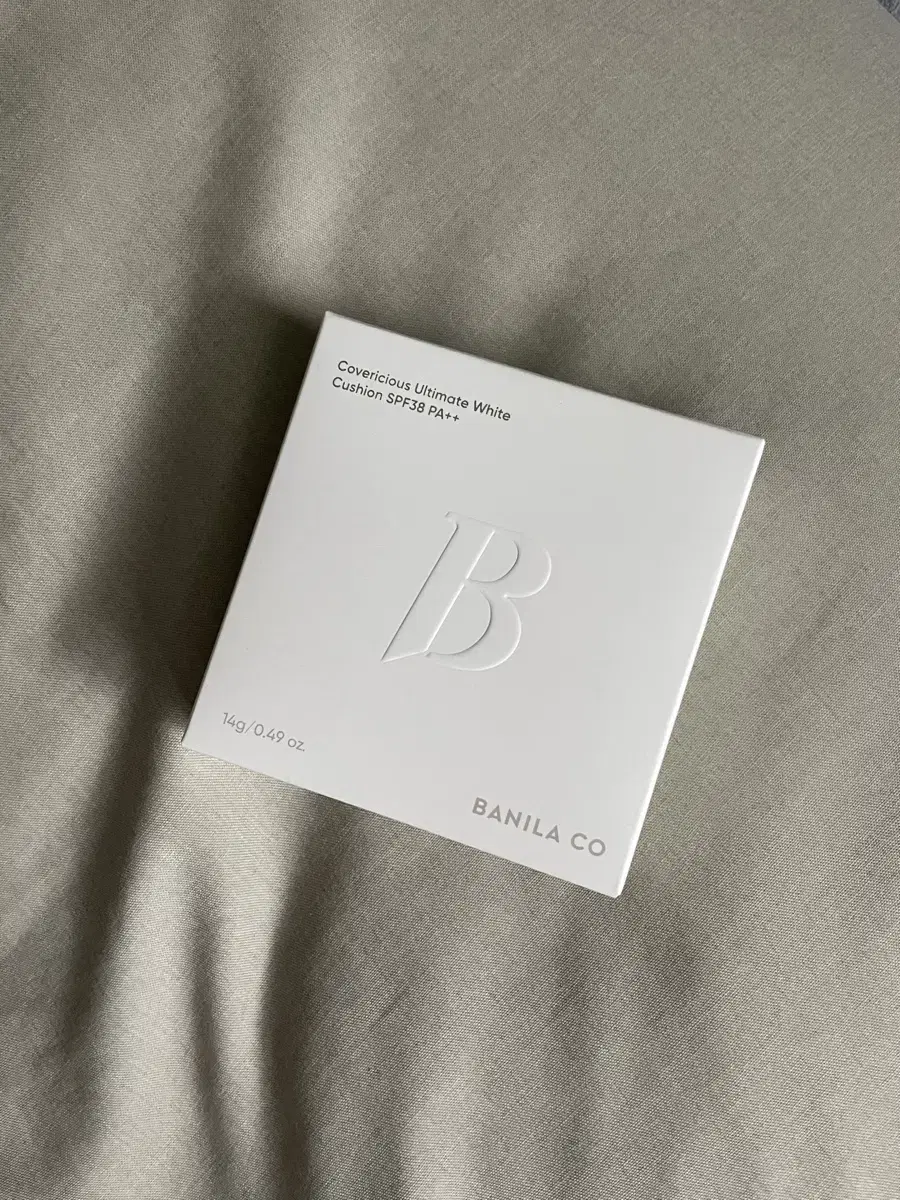 Covericious Ultimate White
Cushion SPF38 PA++
B
14g/0.49 oz.
BANILA CO